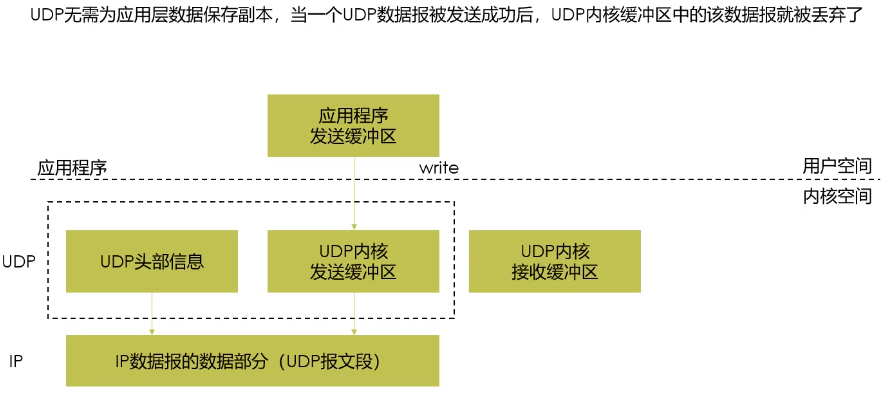 UDP无需为应用层数据保存副本，当一个UDP数据报被发送成功后，UDP内核缓冲区中的该数据报就被丢弃了
应用程序
发送缓冲区
应用程序
write
用户空间
内核空间
UDP
UDP头部信息
UDP内核
发送缓冲区
UDP内核
接收缓冲区
IP
IP数据报的数据部分（UDP报文段）